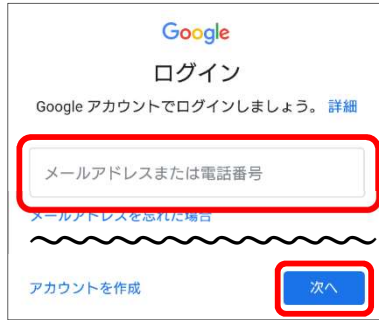 Google
ログイン
Google アカウントでログインしましょう。 詳細
メールアドレスまたは電話番号
メールアドレスを忘れた場合
アカウントを作成
次へ